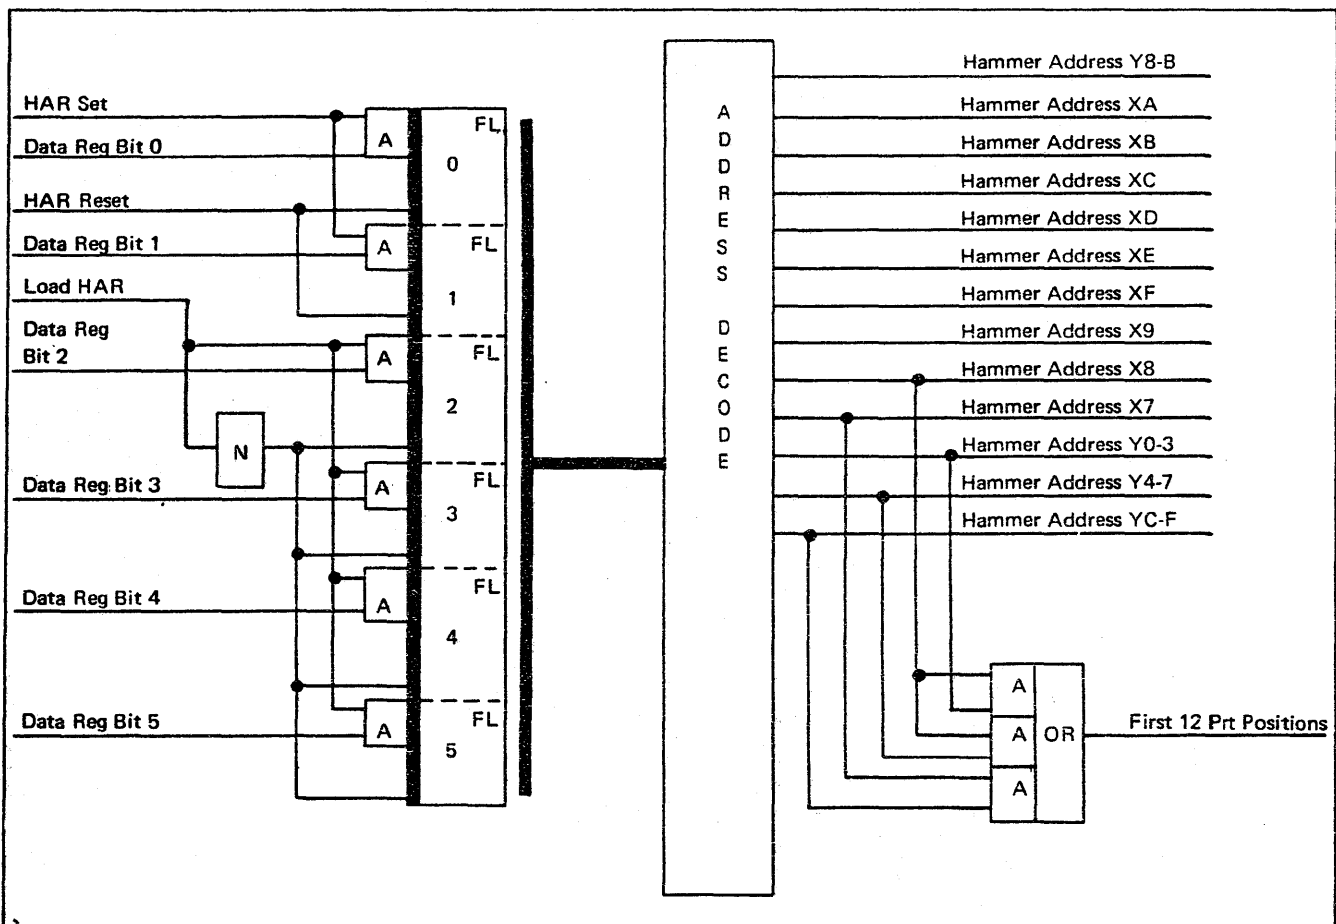 HAR Set
Data Reg Bit 0
HAR Reset
Data Reg Bit 1
Load HAR
Data Reg
Bit 2
N
Data Reg Bit 3
Data Reg Bit 4
Data Reg Bit 5
A
FL
0
A
FL
1
A
FL
2
A
FL
3
A
FL
4
A
FL
5
ADDRESS DECODE
Hammer Address Y8-B
Hammer Address XA
Hammer Address XB
Hammer Address XC
Hammer Address XD
Hammer Address XE
Hammer Address XF
Hammer Address X9
Hammer Address X8
Hammer Address X7
Hammer Address Y0-3
Hammer Address Y4-7
Hammer Address YC-F
A
A
A
OR
First 12 Prt Positions